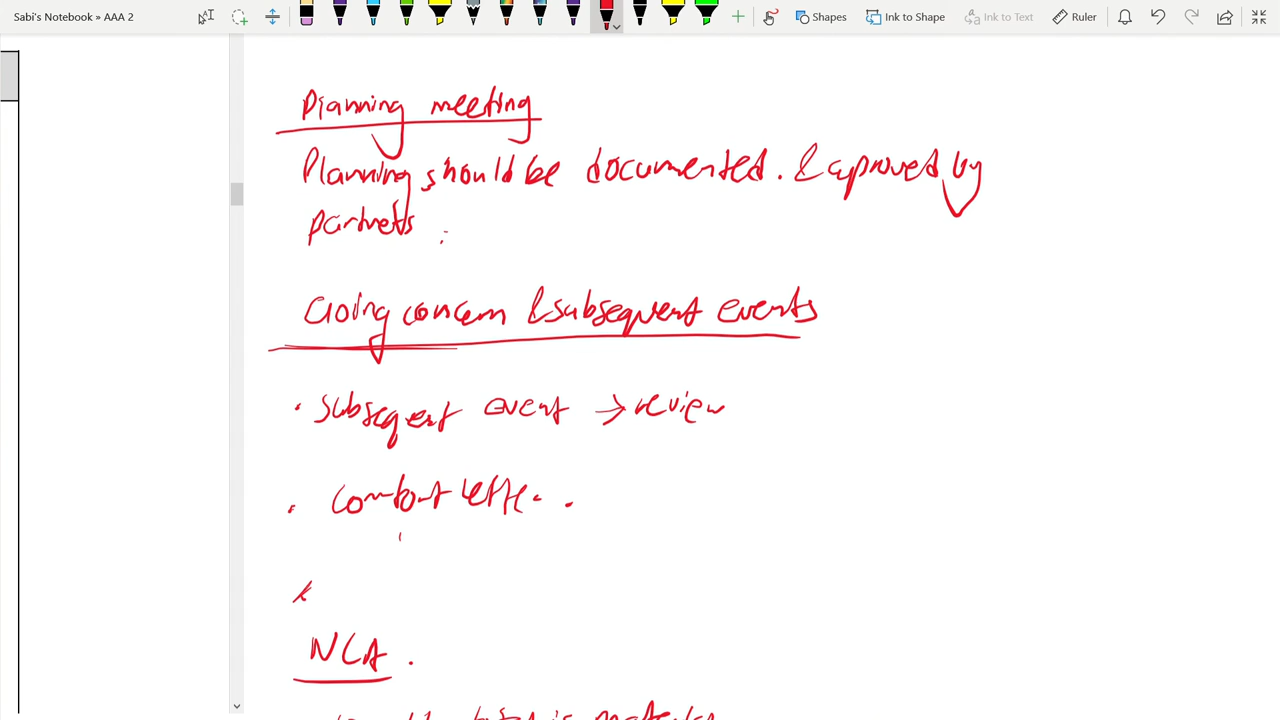 Sabi's Notebook » AAA 2
Shapes
Ink to Shape
Ink to Text
Ruler
Planning meeting
Planning should be documented. & aproved by
partners
Going concern & subsequent events
• Subsequent event → review
• Comfort letter.
NCA.